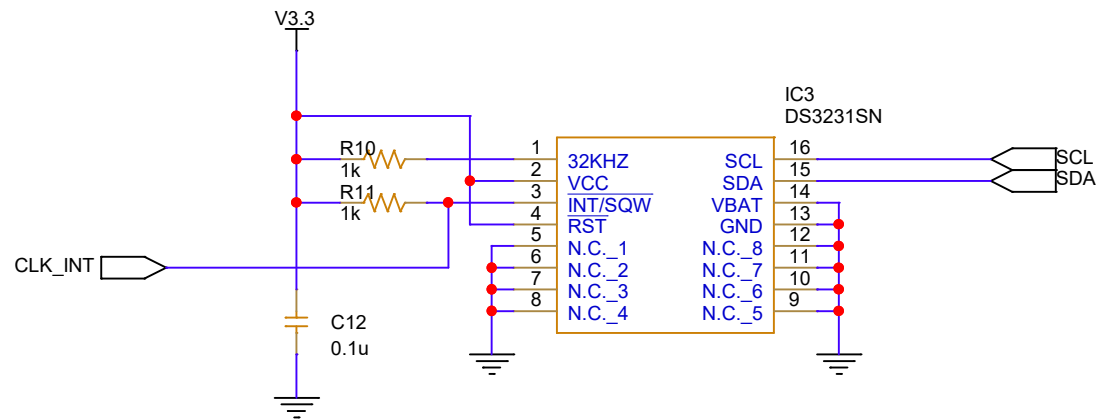 V3.3
IC3
DS3231SN
R10
1k
R11
1k
1
2
3
4
5
6
7
8
32KHZ
VCC
INT/SQW
RST
N.C._1
N.C._2
N.C._3
N.C._4
SCL
SDA
VBAT
GND
N.C._8
N.C._7
N.C._6
N.C._5
16
15
14
13
12
11
10
9
SCL
SDA
CLK_INT
C12
0.1u